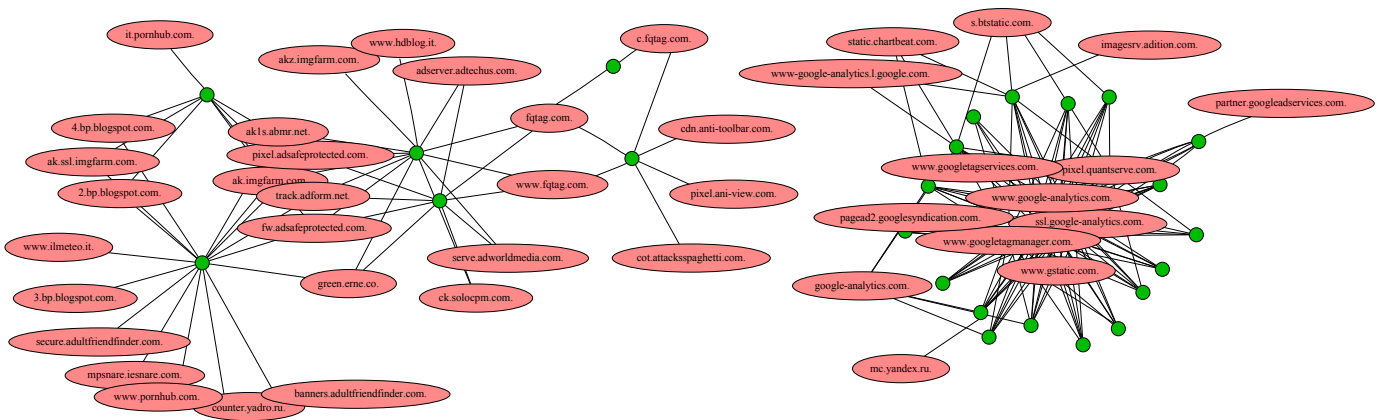 it.pornhub.com.
www.hdblog.it.
akz.imgfarm.com.
adserver.adtechus.com.
c.fqtag.com.
fqtag.com.
4.bp.blogspot.com.
ak1s.abmr.net.
cdn.anti-toolbar.com.
ak.ssl.imgfarm.com.
pixel.adsafeprotected.com.
ak.imgfarm.com.
2.bp.blogspot.com.
track.adform.net.
www.fqtag.com.
pixel.ani-view.com.
fw.adsafeprotected.com.
www.ilmeteo.it.
serve.adworldmedia.com.
cot.attacksspaghetti.com.
green.erne.co.
3.bp.blogspot.com.
ck.solocpm.com.
secure.adultfriendfinder.com.
mpsnare.iesnare.com.
www.pornhub.com.
counter.yadro.ru.
banners.adultfriendfinder.com.
s.btstatic.com.
static.chartbeat.com.
imagesrv.adition.com.
www-google-analytics.l.google.com.
partner.googleadservices.com.
www.googletagservices.com.
pixel.quantserve.com.
www.google-analytics.com.
pagead2.googlesyndication.com.
ssl.google-analytics.com.
www.googletagmanager.com.
www.gstatic.com.
google-analytics.com.
mc.yandex.ru.